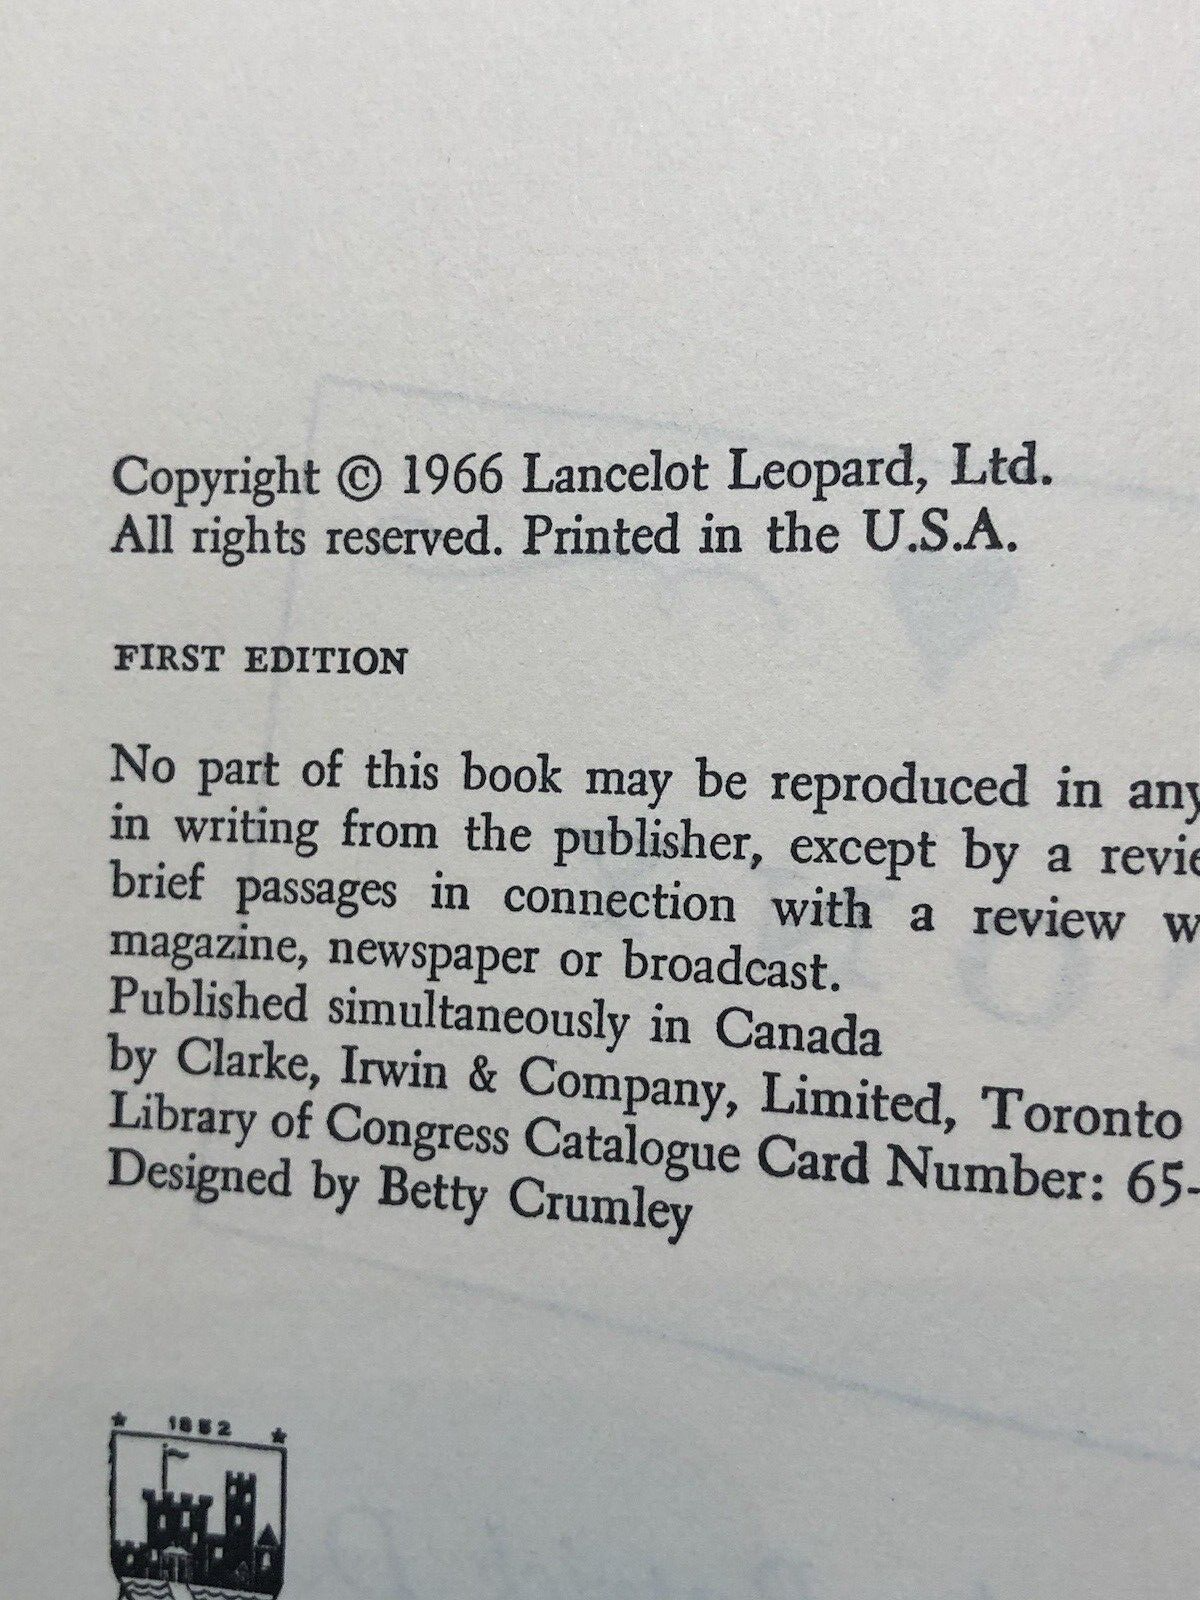 Copyright © 1966 Lancelot Leopard, Ltd.
All rights reserved. Printed in the U.S.A.
FIRST EDITION
No part of this book may be reproduced in any
in writing from the publisher, except by a revie
brief passages in connection with a review w
magazine, newspaper or broadcast.
Published simultaneously in Canada
by Clarke, Irwin & Company, Limited, Toronto
Library of Congress Catalogue Card Number: 65-
Designed by Betty Crumley
1852